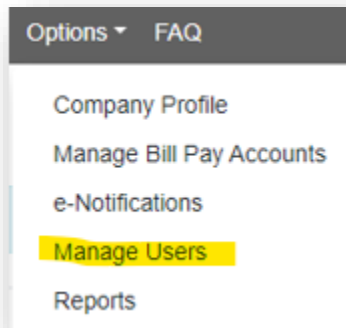 Options FAQ
Company Profile
Manage Bill Pay Accounts
e-Notifications
Manage Users
Reports